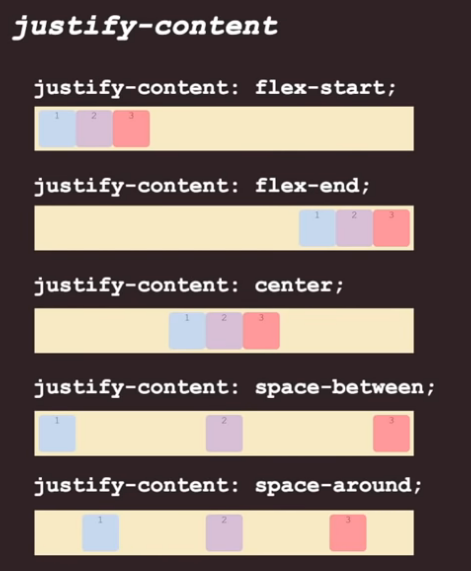 justify-content
justify-content: flex-start;
1 2 3
justify-content: flex-end;
1 2 3
justify-content: center;
1 2 3
justify-content: space-between;
1 2 3
justify-content: space-around;
1 2 3